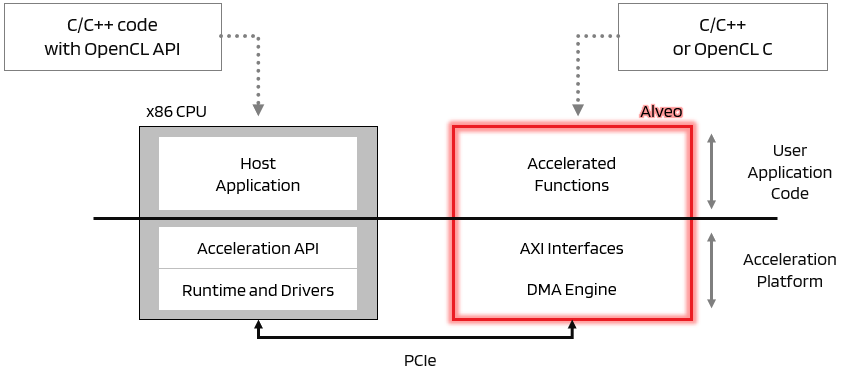 C/C++ code
with OpenCL API
C/C++
or OpenCL C
x86 CPU
Alveo
Host
Application
Accelerated
Functions
User
Application
Code
Acceleration API
AXI Interfaces
Acceleration
Platform
Runtime and Drivers
DMA Engine
PCIe